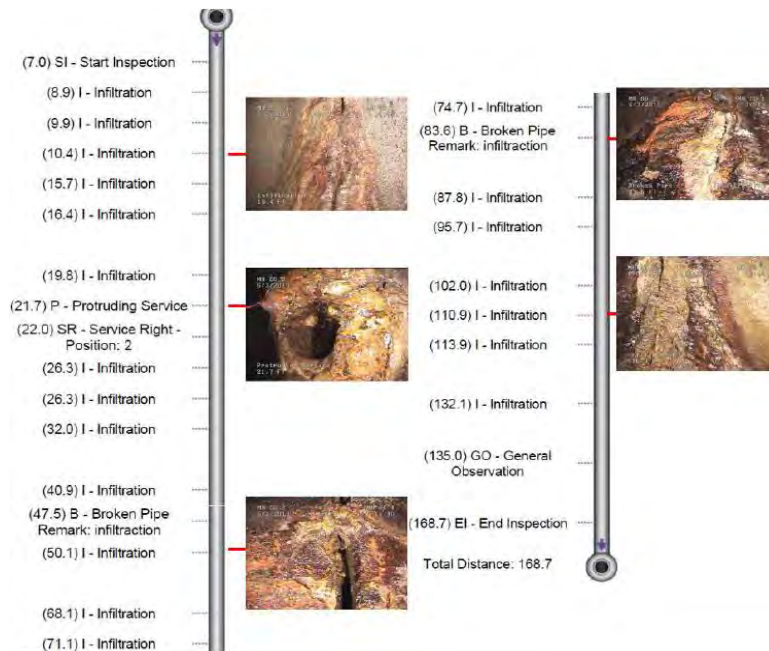 (7.0) SI - Start Inspection
(8.9) I - Infiltration
(9.9) I - Infiltration
(10.4) I - Infiltration
(15.7) I - Infiltration
(16.4) I - Infiltration
(19.8) I - Infiltration
(21.7) P - Protruding Service
(22.0) SR - Service Right -
Position: 2
(26.3) I - Infiltration
(26.3) I - Infiltration
(32.0) I - Infiltration
(40.9) I - Infiltration
(47.5) B - Broken Pipe
Remark: infiltraction
(50.1) I - Infiltration
(68.1) I - Infiltration
(71.1) I - Infiltration
(74.7) I - Infiltration
(83.6) B - Broken Pipe
Remark: infiltraction
(87.8) I - Infiltration
(95.7) I - Infiltration
(102.0) I - Infiltration
(110.9) I - Infiltration
(113.9) I - Infiltration
(132.1) I - Infiltration
(135.0) GO - General
Observation
(168.7) EI - End Inspection
Total Distance: 168.7
Broken Pipe